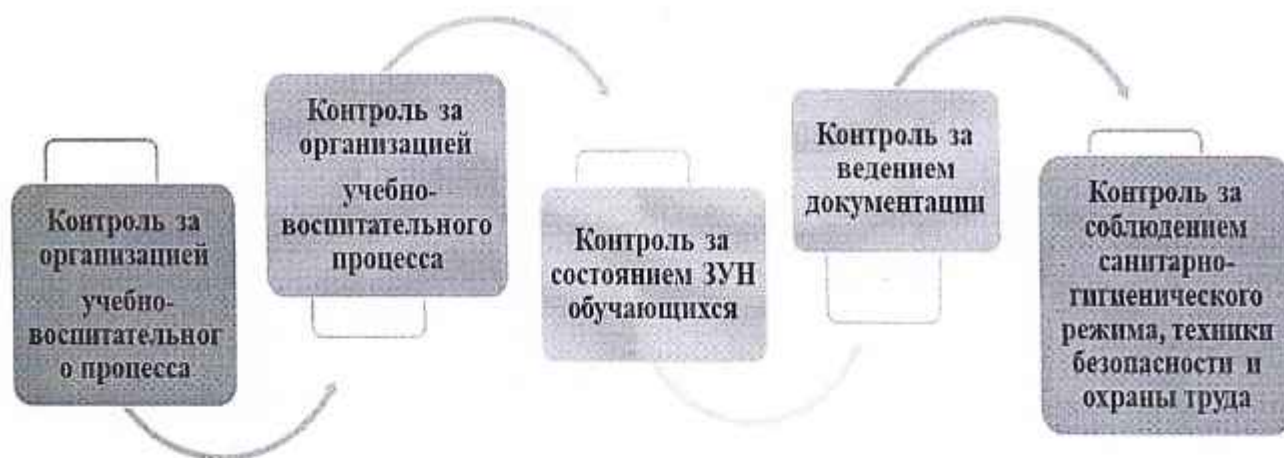 Контроль за
организацией
учебно-
воспитательног
о процесса
Контроль за
организацией
учебно-
воспитательного
процесса
Контроль за
состоянием ЗУН
обучающихся
Контроль за
ведением
документации
Контроль за
соблюдением
санитарно-
гигиенического
режима, техники
безопасности и
охраны труда